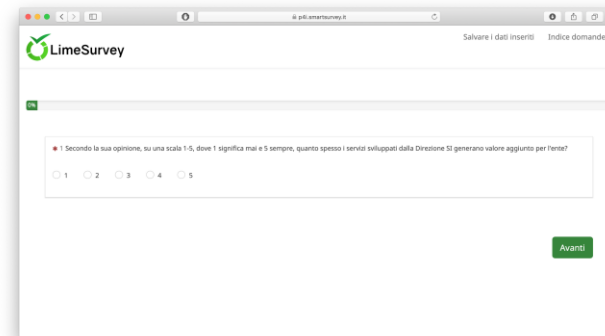 p6i.smartsurvey.it
LimeSurvey
Salvare i dati inseriti Indice domande
0%
1 Secondo la sua opinione, su una scala 1-5, dove 1 significa mai e 5 sempre, quanto spesso i servizi sviluppati dalla Direzione SI generano valore aggiunto per l'ente?
1 2 3 4 5
Avanti